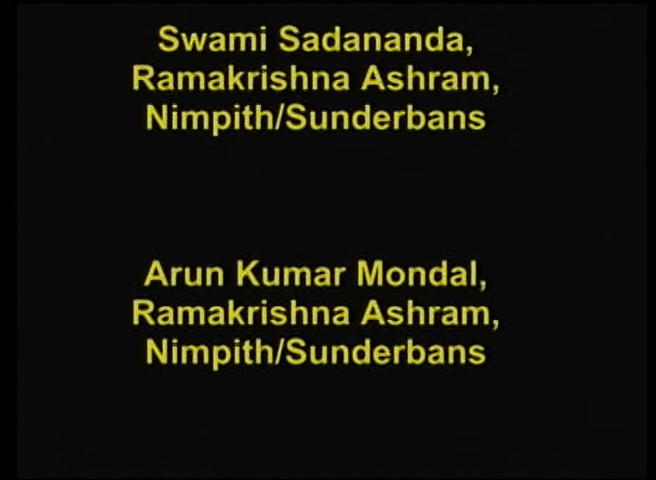 Swami Sadananda,
Ramakrishna Ashram,
Nimpith/Sunderbans
Arun Kumar Mondal,
Ramakrishna Ashram,
Nimpith/Sunderbans